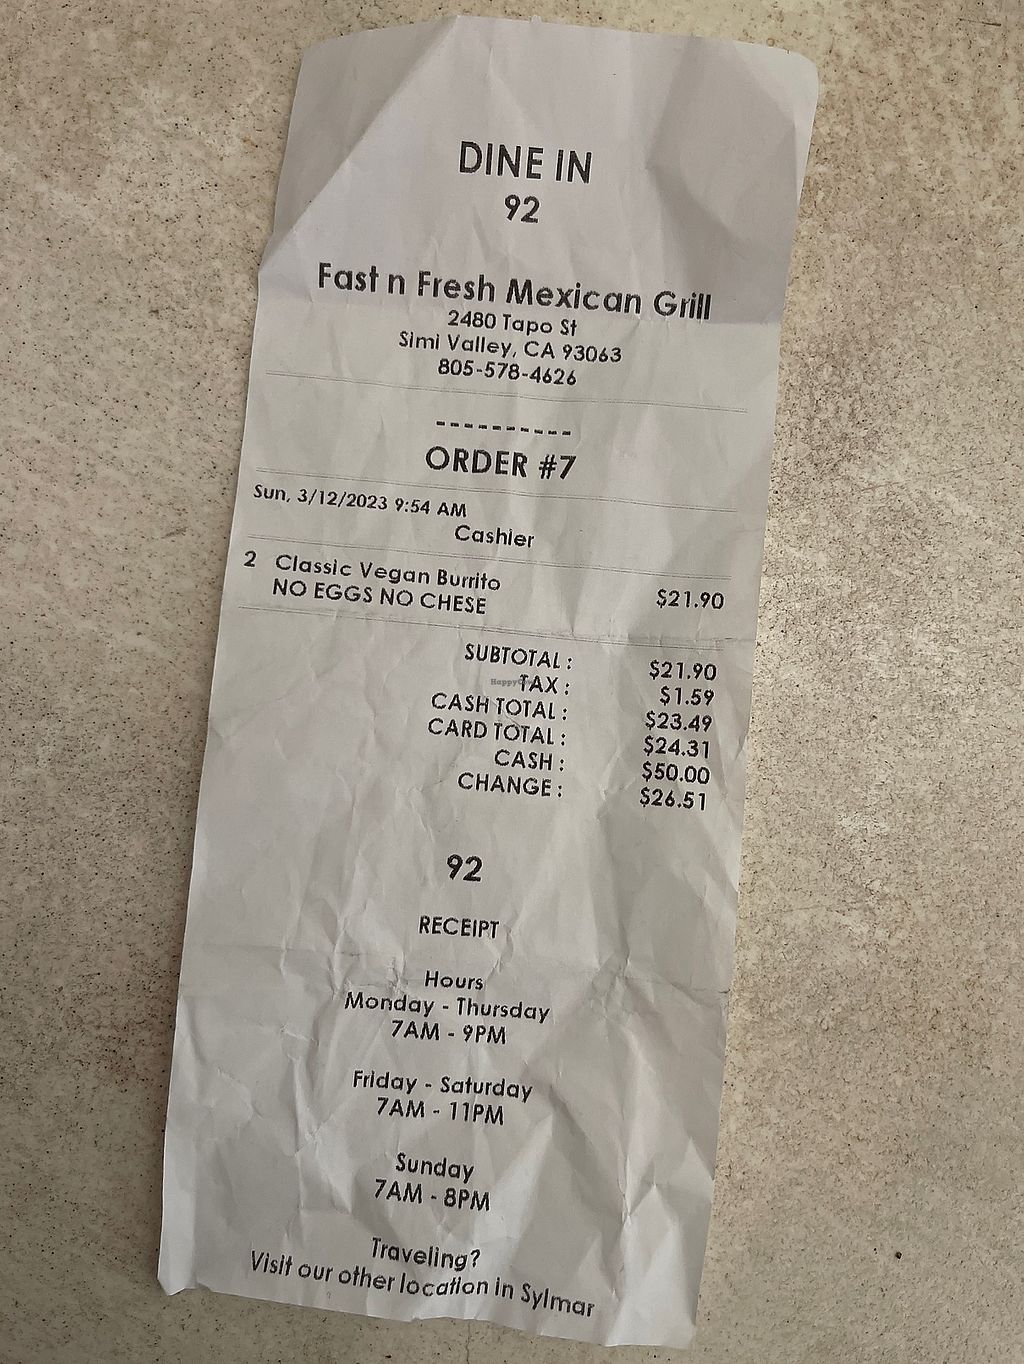 DINE IN
92
Fast n Fresh Mexican Grill
2480 Tapo St
Simi Valley, CA 93063
805-578-4626
----------
ORDER #7
Sun, 3/12/2023 9:54 AM
Cashier
2 Classic Vegan Burrito $21.90
NO EGGS NO CHESE
SUBTOTAL : $21.90
TAX : $1.59
CASH TOTAL : $23.49
CARD TOTAL : $24.31
CASH : $50.00
CHANGE : $26.51
92
RECEIPT
Hours
Monday - Thursday
7AM - 9PM
Friday - Saturday
7AM - 11PM
Sunday
7AM - 8PM
Traveling?
Visit our other location in Sylmar
HappyCow